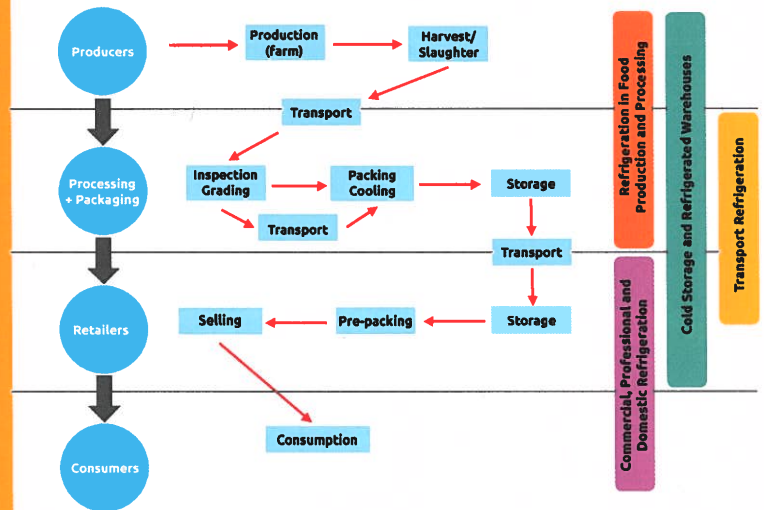 Producers
Production
(farm)
Harvest/
Slaughter
Transport
Processing
+ Packaging
Inspection
Grading
Packing
Cooling
Storage
Transport
Transport
Retailers
Selling
Pre-packing
Storage
Consumers
Consumption
Refrigeration in Food
Production and Processing
Commercial, Professional and
Domestic Refrigeration
Cold Storage and Refrigerated Warehouses
Transport Refrigeration